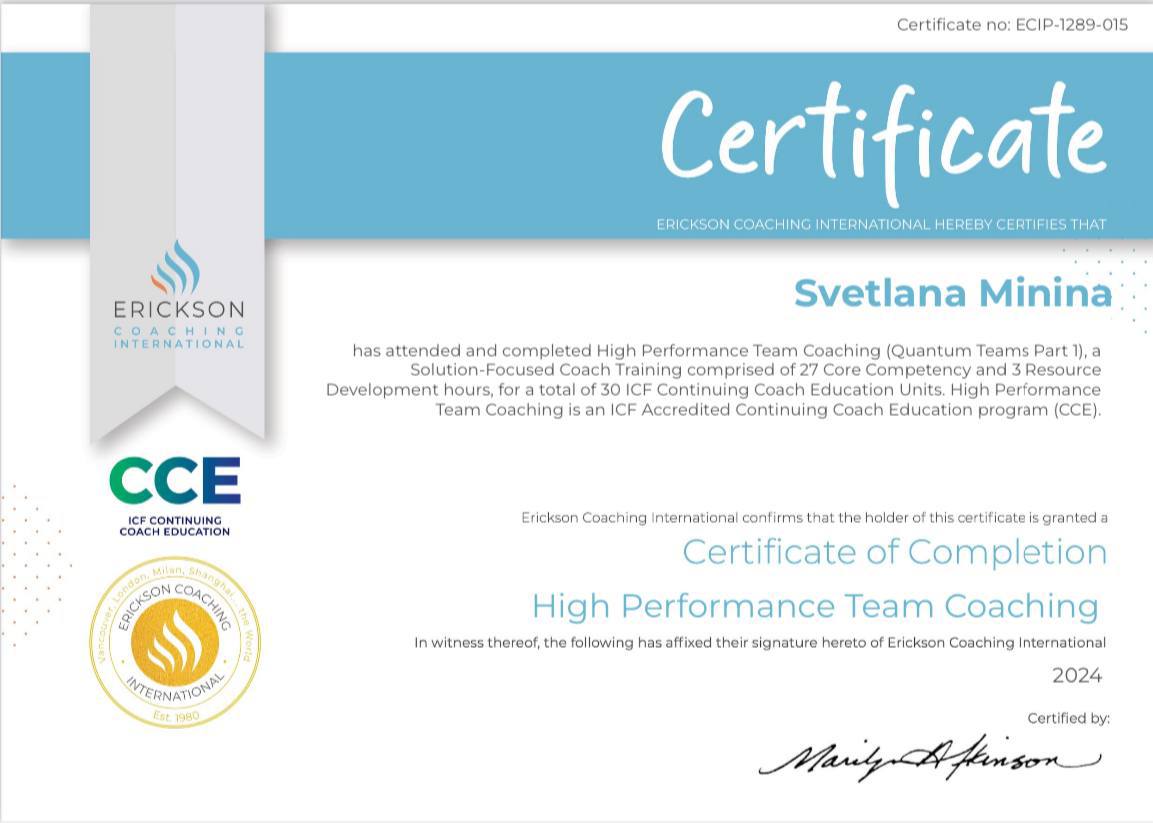 Certificate no: ECIP-1289-015
Certificate
ERICKSON COACHING INTERNATIONAL HEREBY CERTIFIES THAT
ERICKSON
COACHING
INTERNATIONAL
Svetlana Minina
has attended and completed High Performance Team Coaching (Quantum Teams Part 1), a
Solution-Focused Coach Training comprised of 27 Core Competency and 3 Resource
Development hours, for a total of 30 ICF Continuing Coach Education Units. High Performance
Team Coaching is an ICF Accredited Continuing Coach Education program (CCE).
CCE
ICF CONTINUING
COACH EDUCATION
Erickson Coaching International confirms that the holder of this certificate is granted a
Certificate of Completion
High Performance Team Coaching
In witness thereof, the following has affixed their signature hereto of Erickson Coaching International
2024
Certified by:
Marilyn Atkinson
Vancouver, London, Milan, Shanghai... the World
ERICKSON COACHING
INTERNATIONAL
Est. 1980